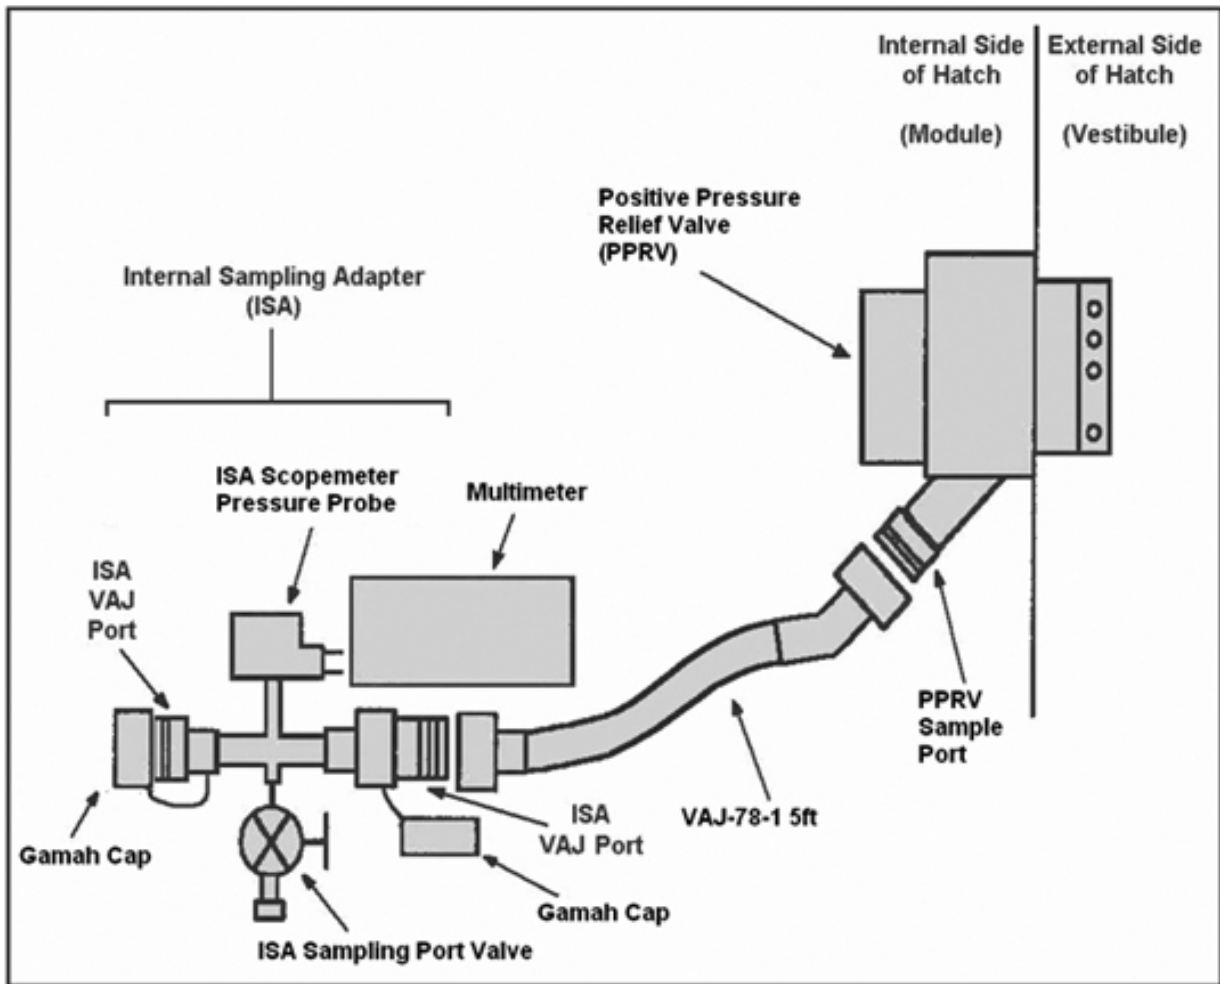 Internal Side
of Hatch
(Module)
External Side
of Hatch
(Vestibule)
Positive Pressure
Relief Valve
(PPRV)
Internal Sampling Adapter
(ISA)
ISA Scopemeter
Pressure Probe
Multimeter
ISA
VAJ
Port
PPRV
Sample
Port
VAJ-78-1 5ft
ISA
VAJ Port
Gamah Cap
Gamah Cap
ISA Sampling Port Valve